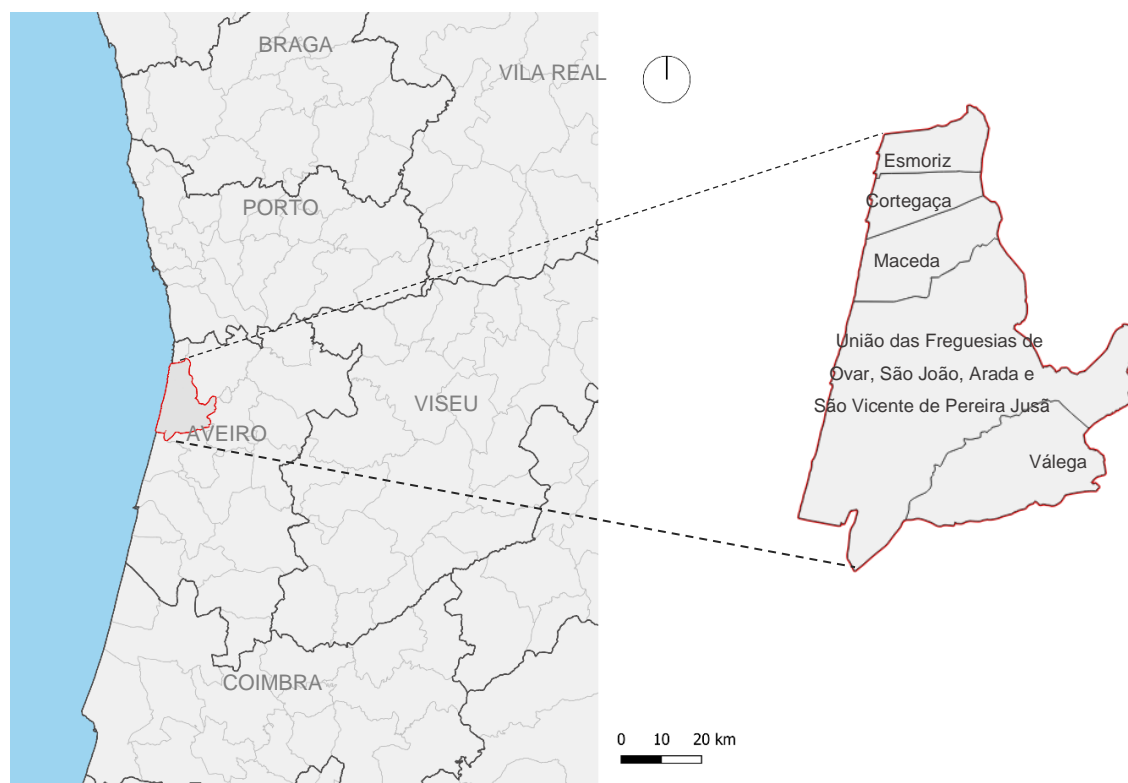 BRAGA
VILA REAL
PORTO
VISEU
AVEIRO
COIMBRA
Esmoriz
Cortegaça
Maceda
União das Freguesias de
Ovar, São João, Arada e
São Vicente de Pereira Jusã
Válega
0 10 20 km